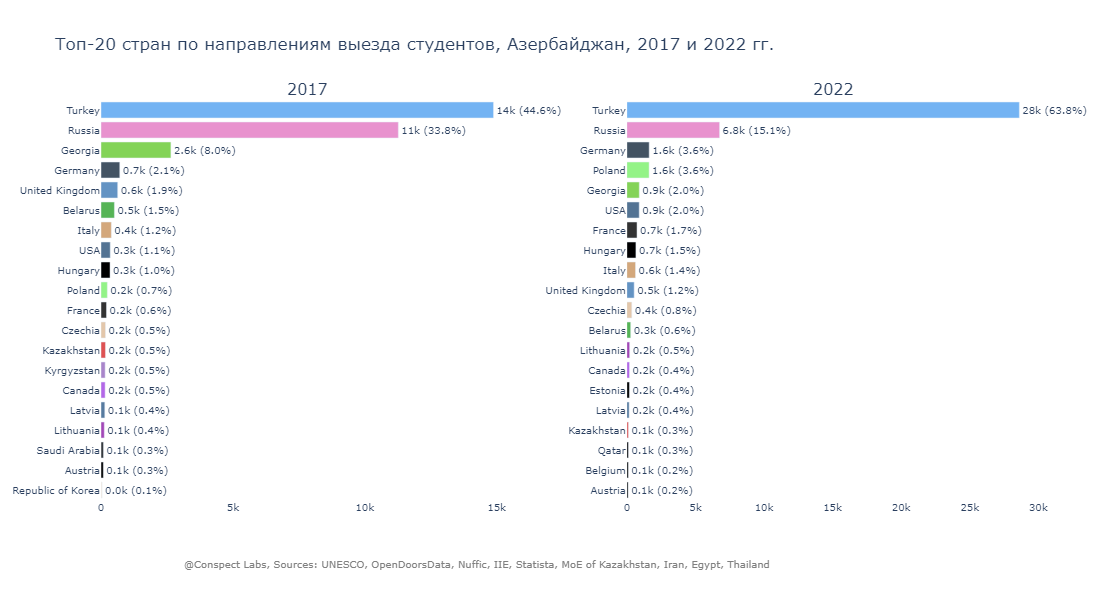 Топ-20 стран по направлениям выезда студентов, Азербайджан, 2017 и 2022 гг.
2017
Turkey 14k (44.6%)
Russia 11k (33.8%)
Georgia 2.6k (8.0%)
Germany 0.7k (2.1%)
United Kingdom 0.6k (1.9%)
Belarus 0.5k (1.5%)
Italy 0.4k (1.2%)
USA 0.3k (1.1%)
Hungary 0.3k (1.0%)
Poland 0.2k (0.7%)
France 0.2k (0.6%)
Czechia 0.2k (0.5%)
Kazakhstan 0.2k (0.5%)
Kyrgyzstan 0.2k (0.5%)
Canada 0.2k (0.5%)
Latvia 0.1k (0.4%)
Lithuania 0.1k (0.4%)
Saudi Arabia 0.1k (0.3%)
Austria 0.1k (0.3%)
Republic of Korea 0.0k (0.1%)
0 5k 10k 15k
2022
Turkey 28k (63.8%)
Russia 6.8k (15.1%)
Germany 1.6k (3.6%)
Poland 1.6k (3.6%)
Georgia 0.9k (2.0%)
USA 0.9k (2.0%)
France 0.7k (1.7%)
Hungary 0.7k (1.5%)
Italy 0.6k (1.4%)
United Kingdom 0.5k (1.2%)
Czechia 0.4k (0.8%)
Belarus 0.3k (0.6%)
Lithuania 0.2k (0.5%)
Canada 0.2k (0.4%)
Estonia 0.2k (0.4%)
Latvia 0.2k (0.4%)
Kazakhstan 0.1k (0.3%)
Qatar 0.1k (0.3%)
Belgium 0.1k (0.2%)
Austria 0.1k (0.2%)
0 5k 10k 15k 20k 25k 30k
@Conspect Labs, Sources: UNESCO, OpenDoorsData, Nuffic, IIE, Statista, MoE of Kazakhstan, Iran, Egypt, Thailand